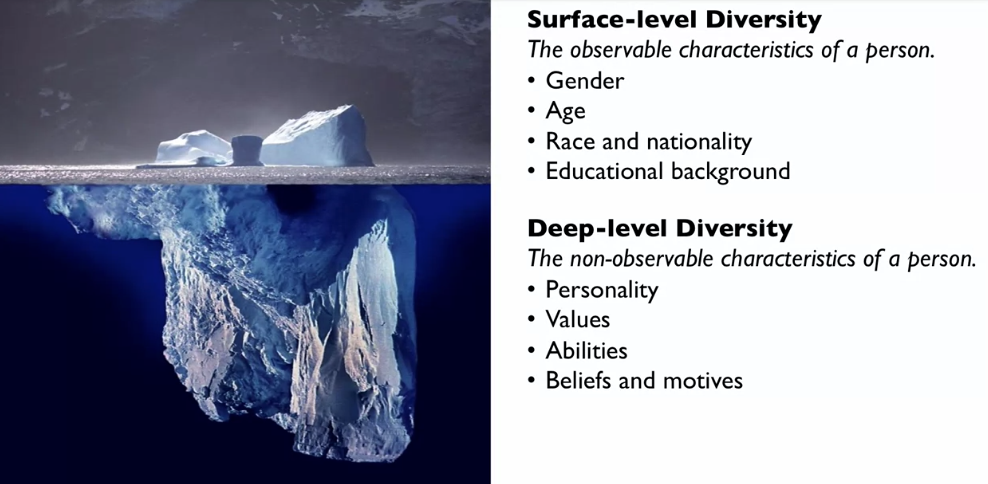 Surface-level Diversity
The observable characteristics of a person.
• Gender
• Age
• Race and nationality
• Educational background
Deep-level Diversity
The non-observable characteristics of a person.
• Personality
• Values
• Abilities
• Beliefs and motives